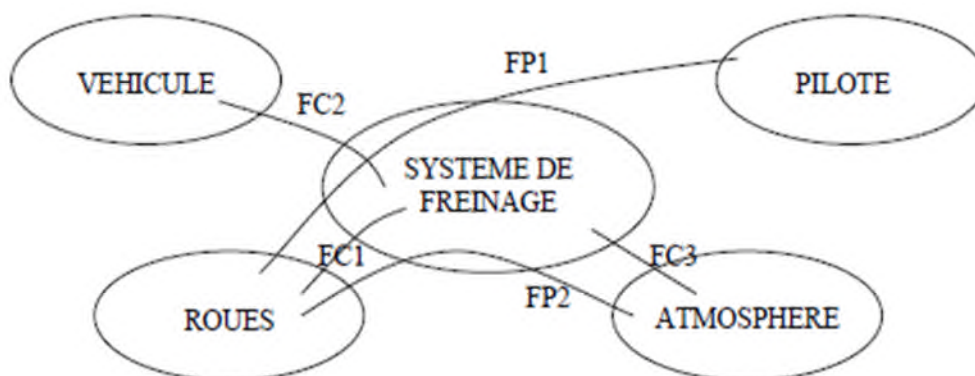 VEHICULE
FP1
PILOTE
FC2
SYSTEME DE
FREINAGE
FC1
FC3
ROUES
FP2
ATMOSPHERE